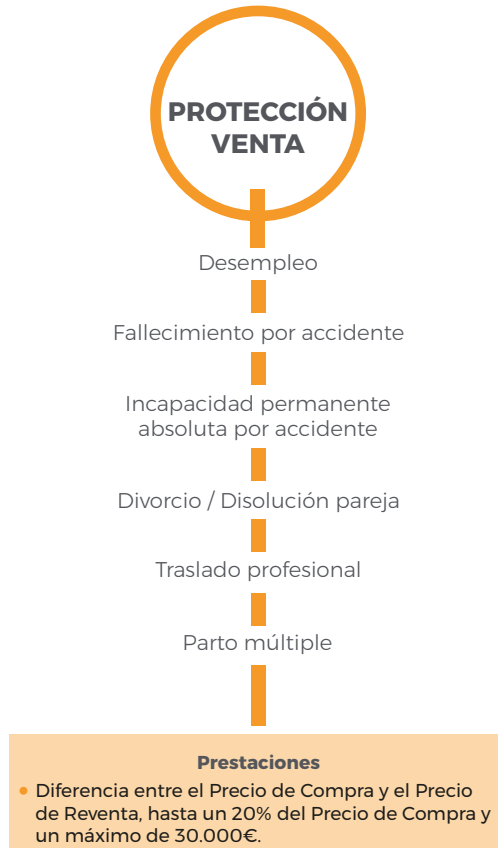 PROTECCIÓN
VENTA
Desempleo
Fallecimiento por accidente
Incapacidad permanente
absoluta por accidente
Divorcio / Disolución pareja
Traslado profesional
Parto múltiple
Prestaciones
• Diferencia entre el Precio de Compra y el Precio
de Reventa, hasta un 20% del Precio de Compra y
un máximo de 30.000€.